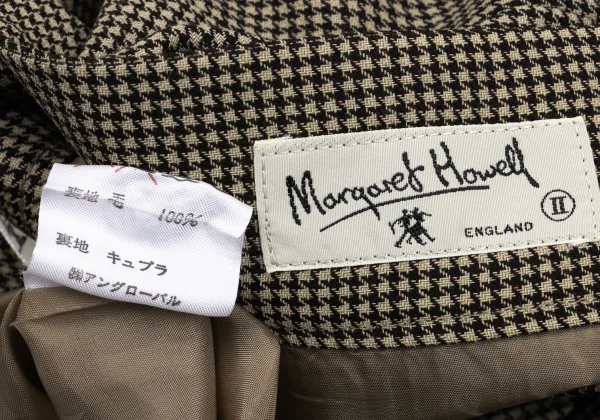 裏地 毛 100%
裏地 キュプラ
㈱アングローバル
Margaret Howell
II
ENGLAND